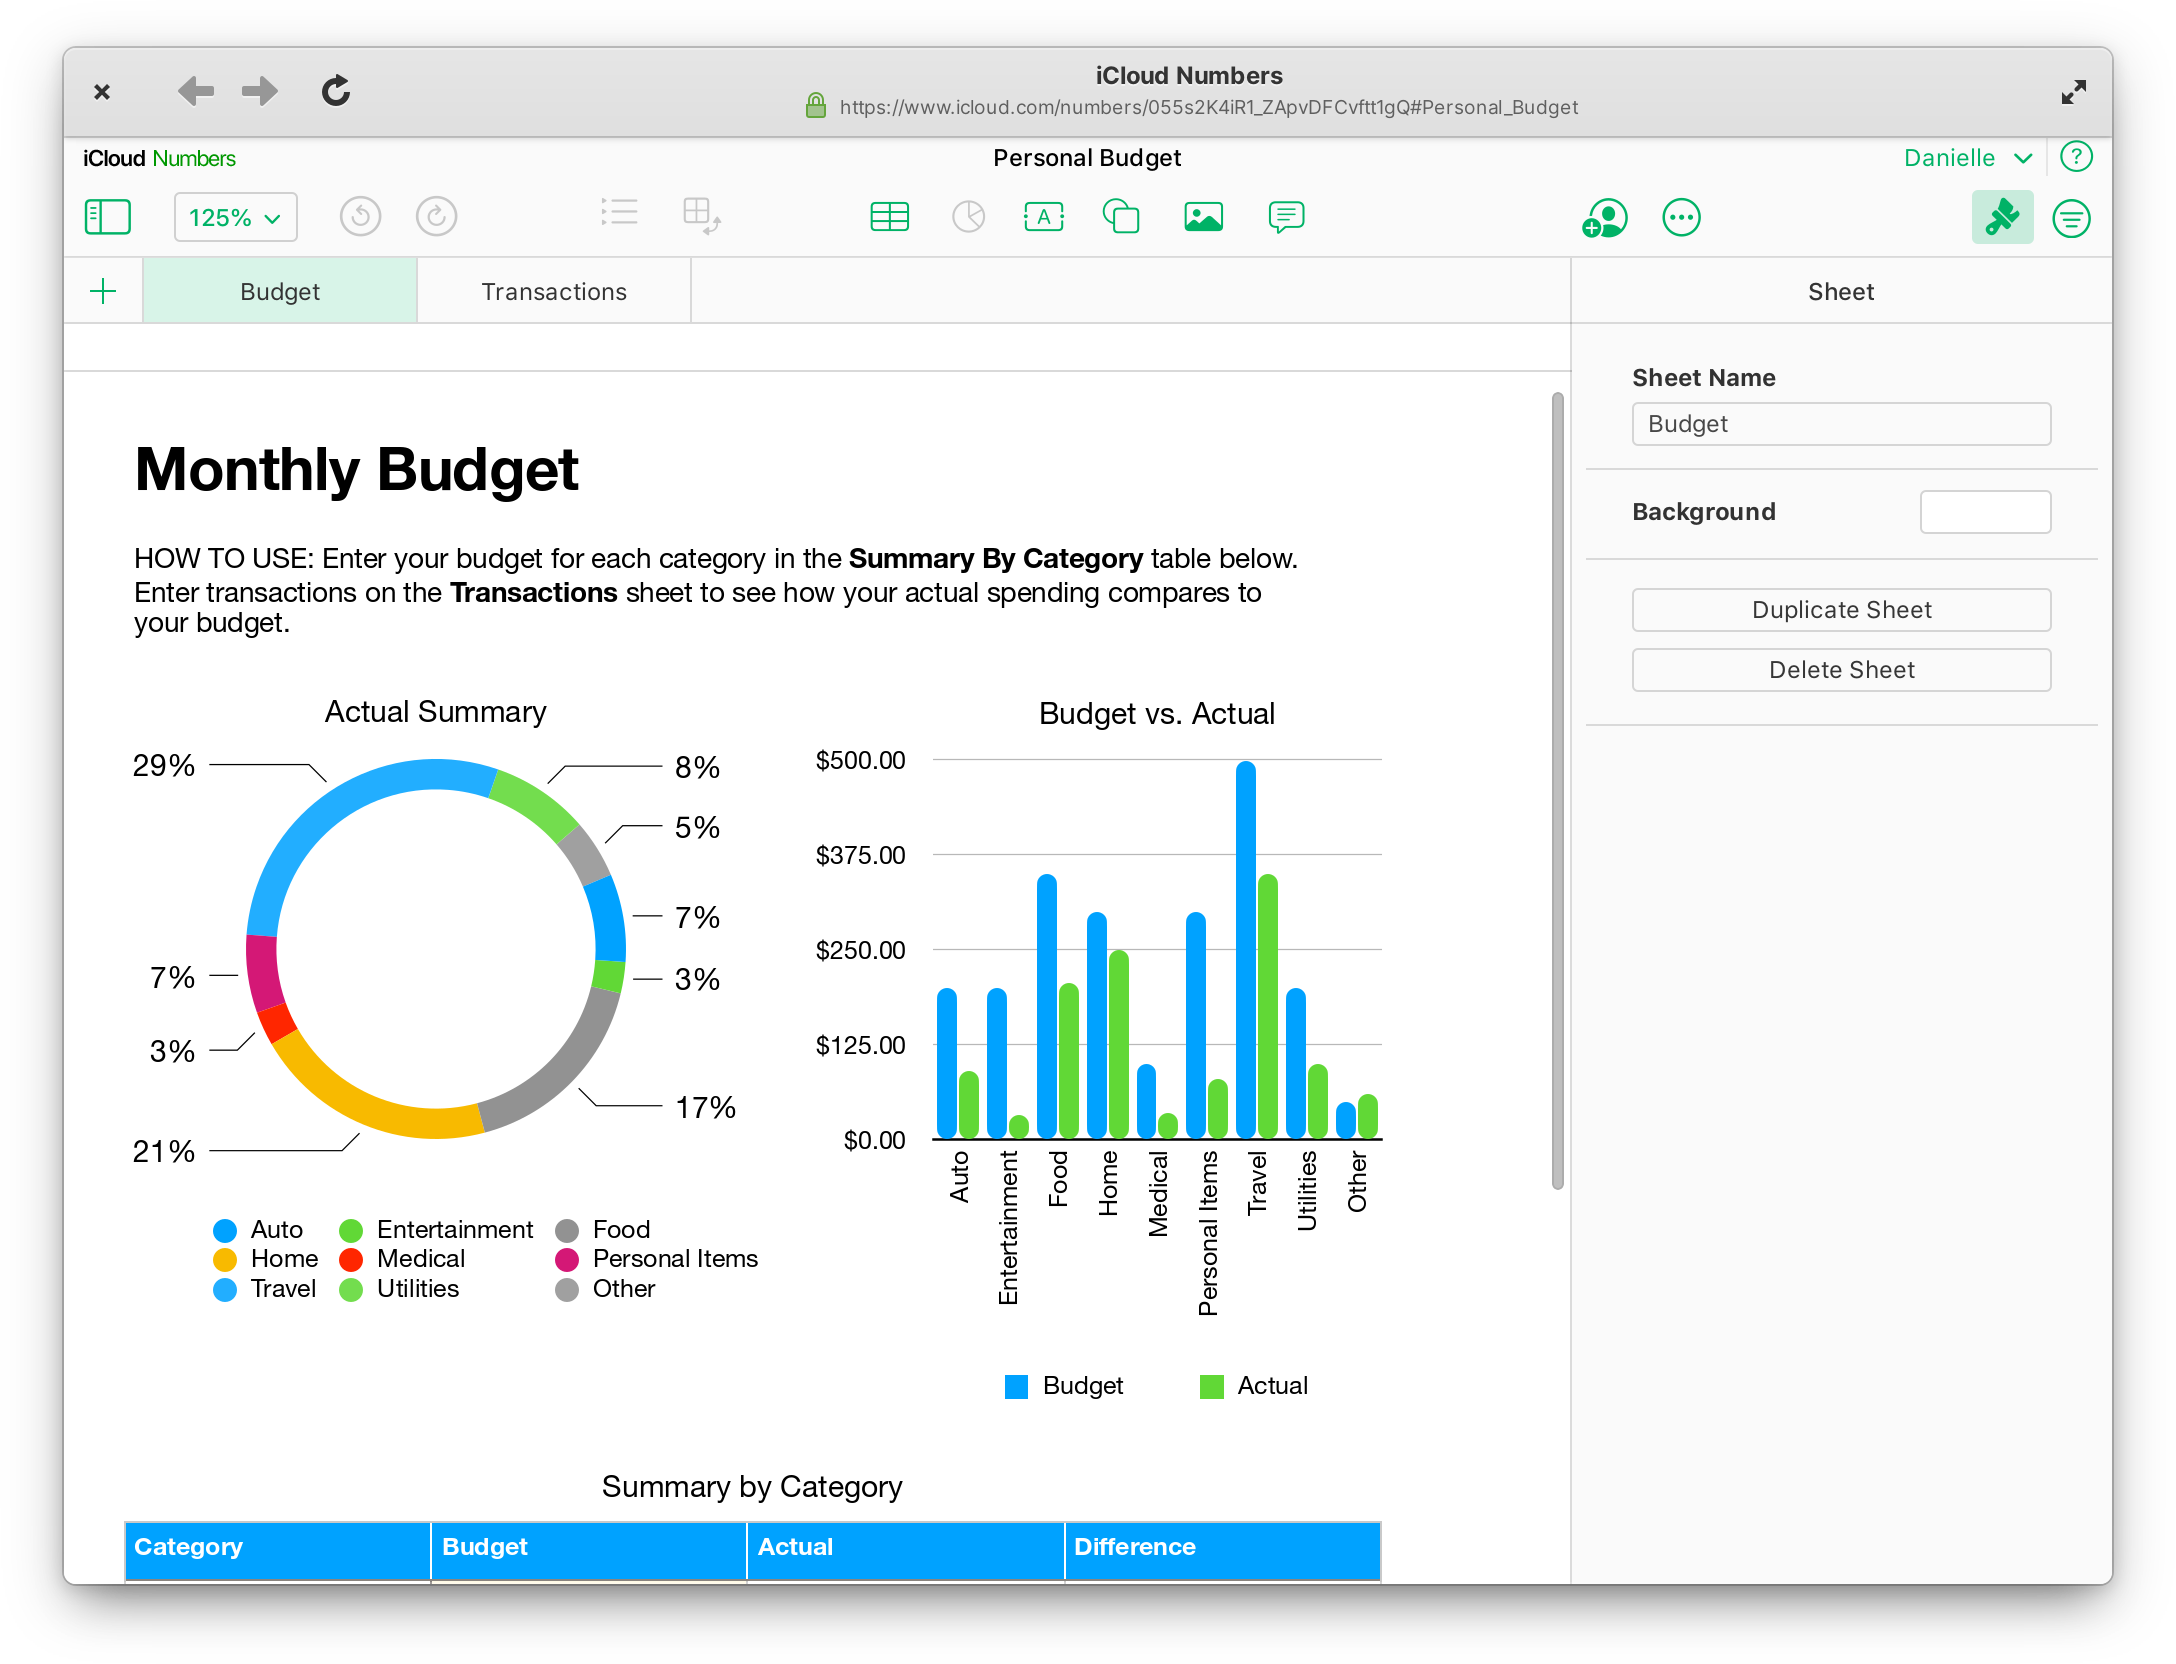 iCloud Numbers
https://www.icloud.com/numbers/055s2K4iR1_ZApvDFCvftt1gQ#Personal_Budget
iCloud Numbers
Personal Budget
Danielle
?
125%
A
Budget
Transactions
Sheet
Sheet Name
Budget
Background
Duplicate Sheet
Delete Sheet
Monthly Budget
HOW TO USE: Enter your budget for each category in the Summary By Category table below.
Enter transactions on the Transactions sheet to see how your actual spending compares to
your budget.
Actual Summary
29%
8%
5%
7%
3%
17%
21%
3%
7%
Auto
Entertainment
Food
Home
Medical
Personal Items
Travel
Utilities
Other
Budget vs. Actual
$500.00
$375.00
$250.00
$125.00
$0.00
Auto
Entertainment
Food
Home
Medical
Personal Items
Travel
Utilities
Other
Budget
Actual
Summary by Category
Category
Budget
Actual
Difference